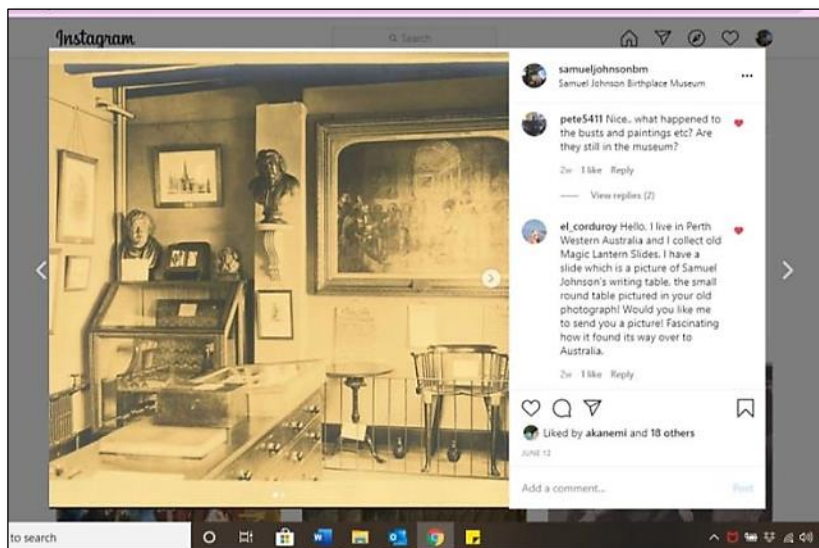 Instagram
Search
samueljohnsonbm
Samuel Johnson Birthplace Museum
pete5411 Nice.. what happened to
the busts and paintings etc? Are
they still in the museum?
2w 1 like Reply
View replies (2)
el_corduroy Hello, I live in Perth
Western Australia and I collect old
Magic Lantern Slides. I have a
slide which is a picture of Samuel
Johnson's writing table, the small
round table pictured in your old
photograph! Would you like me
to send you a picture! Fascinating
how it found its way over to
Australia.
2w 1 like Reply
Liked by akanemi and 18 others
JUNE 12
Add a comment...
Post
to search